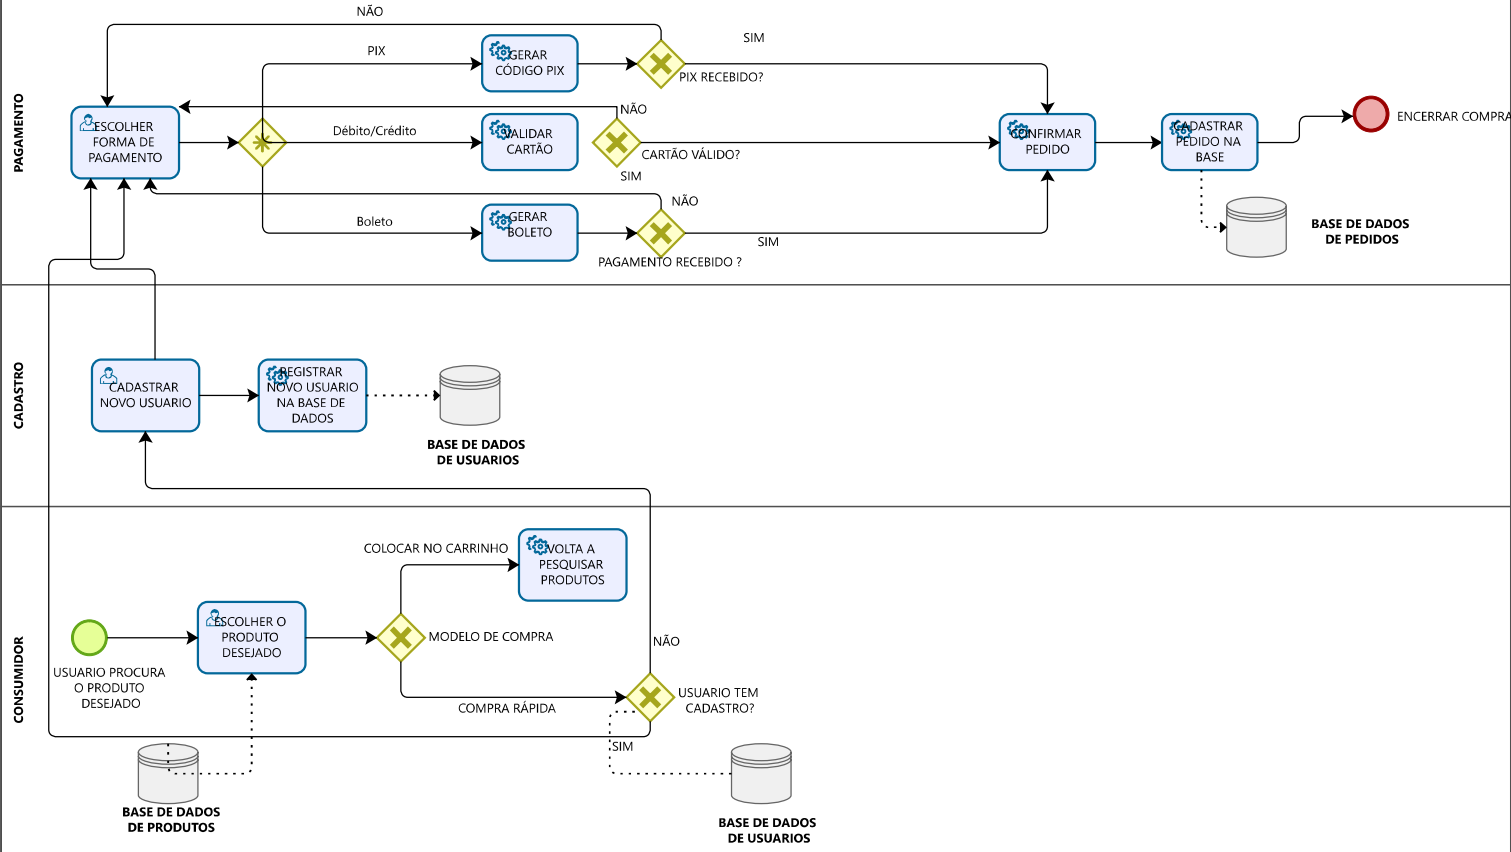 NÃO
SIM
PIX
GERAR
CÓDIGO PIX
PIX RECEBIDO?
PAGAMENTO
ESCOLHER
FORMA DE
PAGAMENTO
Débito/Crédito
VALIDAR
CARTÃO
NÃO
CARTÃO VÁLIDO?
SIM
CONFIRMAR
PEDIDO
CADASTRAR
PEDIDO NA
BASE
ENCERRAR COMPRA
Boleto
GERAR
BOLETO
NÃO
SIM
PAGAMENTO RECEBIDO ?
BASE DE DADOS
DE PEDIDOS
CADASTRO
CADASTRAR
NOVO USUARIO
REGISTRAR
NOVO USUARIO
NA BASE DE
DADOS
BASE DE DADOS
DE USUARIOS
CONSUMIDOR
COLOCAR NO CARRINHO
VOLTA A
PESQUISAR
PRODUTOS
USUARIO PROCURA
O PRODUTO
DESEJADO
ESCOLHER O
PRODUTO
DESEJADO
MODELO DE COMPRA
NÃO
COMPRA RÁPIDA
USUARIO TEM
CADASTRO?
SIM
BASE DE DADOS
DE PRODUTOS
BASE DE DADOS
DE USUARIOS